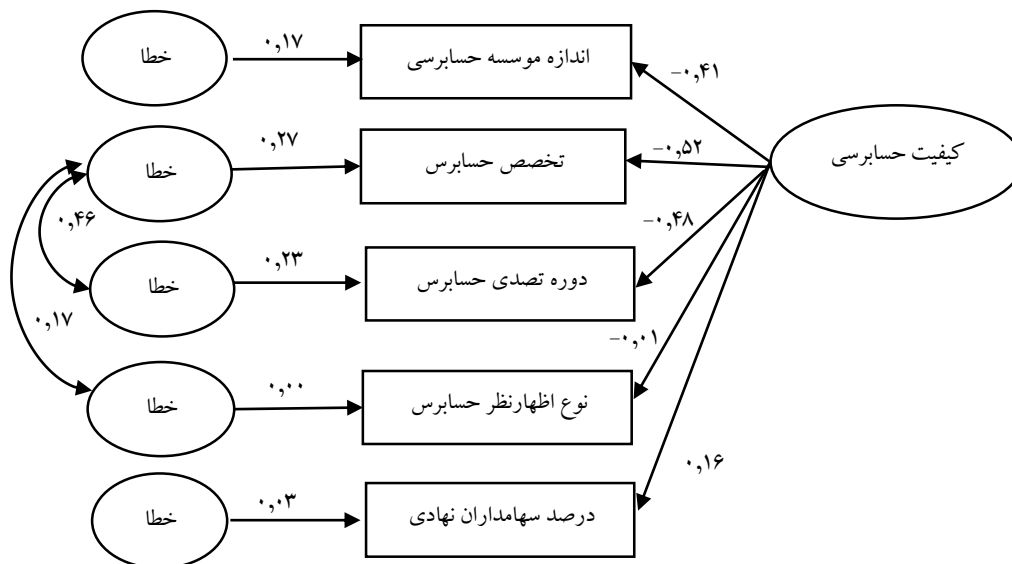 خطا
۰,۱۷
اندازه موسسه حسابرسی
-۰,۴۱
کیفیت حسابرسی
خطا
۰,۲۷
تخصص حسابرس
-۰,۵۲
۰,۴۶
خطا
۰,۲۳
دوره تصدی حسابرس
-۰,۴۸
۰,۱۷
خطا
۰,۰۰
نوع اظهارنظر حسابرس
-۰,۰۱
خطا
۰,۰۳
درصد سهامداران نهادی
۰,۱۶